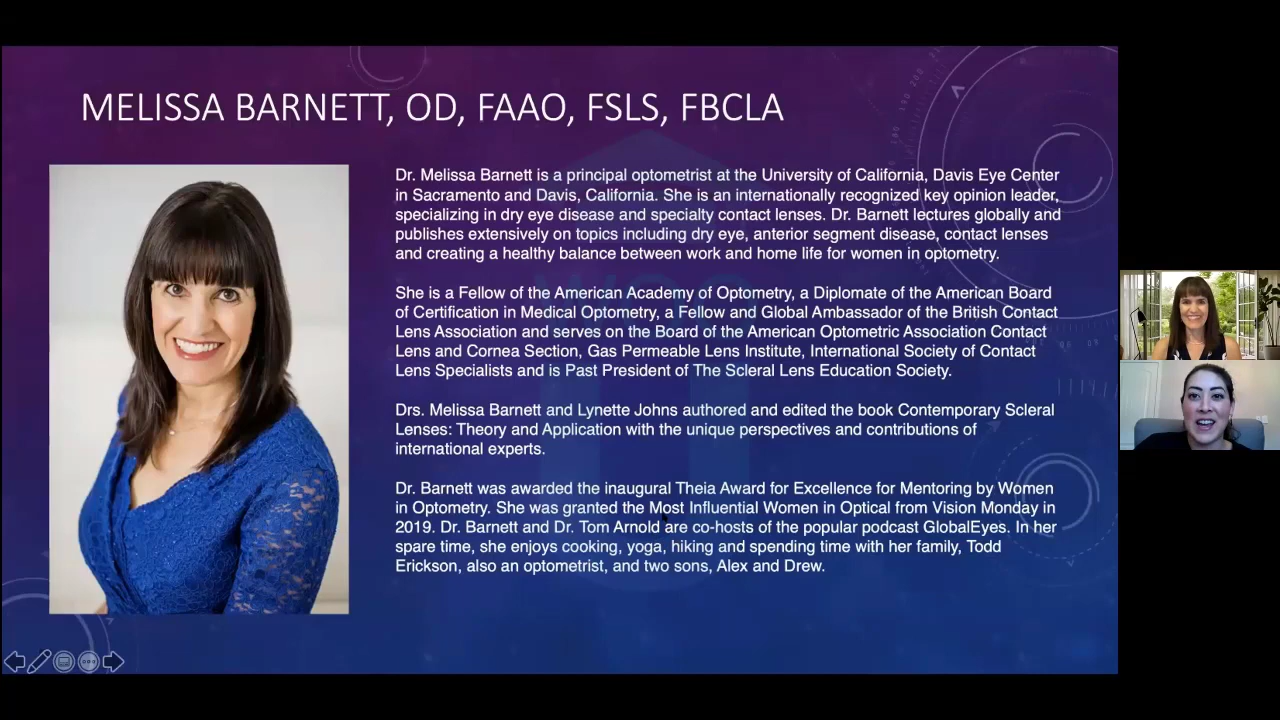 MELISSA BARNETT, OD, FAAO, FSLS, FBCLA
Dr. Melissa Barnett is a principal optometrist at the University of California, Davis Eye Center
in Sacramento and Davis, California. She is an internationally recognized key opinion leader,
specializing in dry eye disease and specialty contact lenses. Dr. Barnett lectures globally and
publishes extensively on topics including dry eye, anterior segment disease, contact lenses
and creating a healthy balance between work and home life for women in optometry.
She is a Fellow of the American Academy of Optometry, a Diplomate of the American Board
of Certification in Medical Optometry, a Fellow and Global Ambassador of the British Contact
Lens Association and serves on the Board of the American Optometric Association Contact
Lens and Cornea Section, Gas Permeable Lens Institute, International Society of Contact
Lens Specialists and is Past President of The Scleral Lens Education Society.
Drs. Melissa Barnett and Lynette Johns authored and edited the book Contemporary Scleral
Lenses: Theory and Application with the unique perspectives and contributions of
international experts.
Dr. Barnett was awarded the inaugural Theia Award for Excellence for Mentoring by Women
in Optometry. She was granted the Most Influential Women in Optical from Vision Monday in
2019. Dr. Barnett and Dr. Tom Arnold are co-hosts of the popular podcast GlobalEyes. In her
spare time, she enjoys cooking, yoga, hiking and spending time with her family, Todd
Erickson, also an optometrist, and two sons, Alex and Drew.